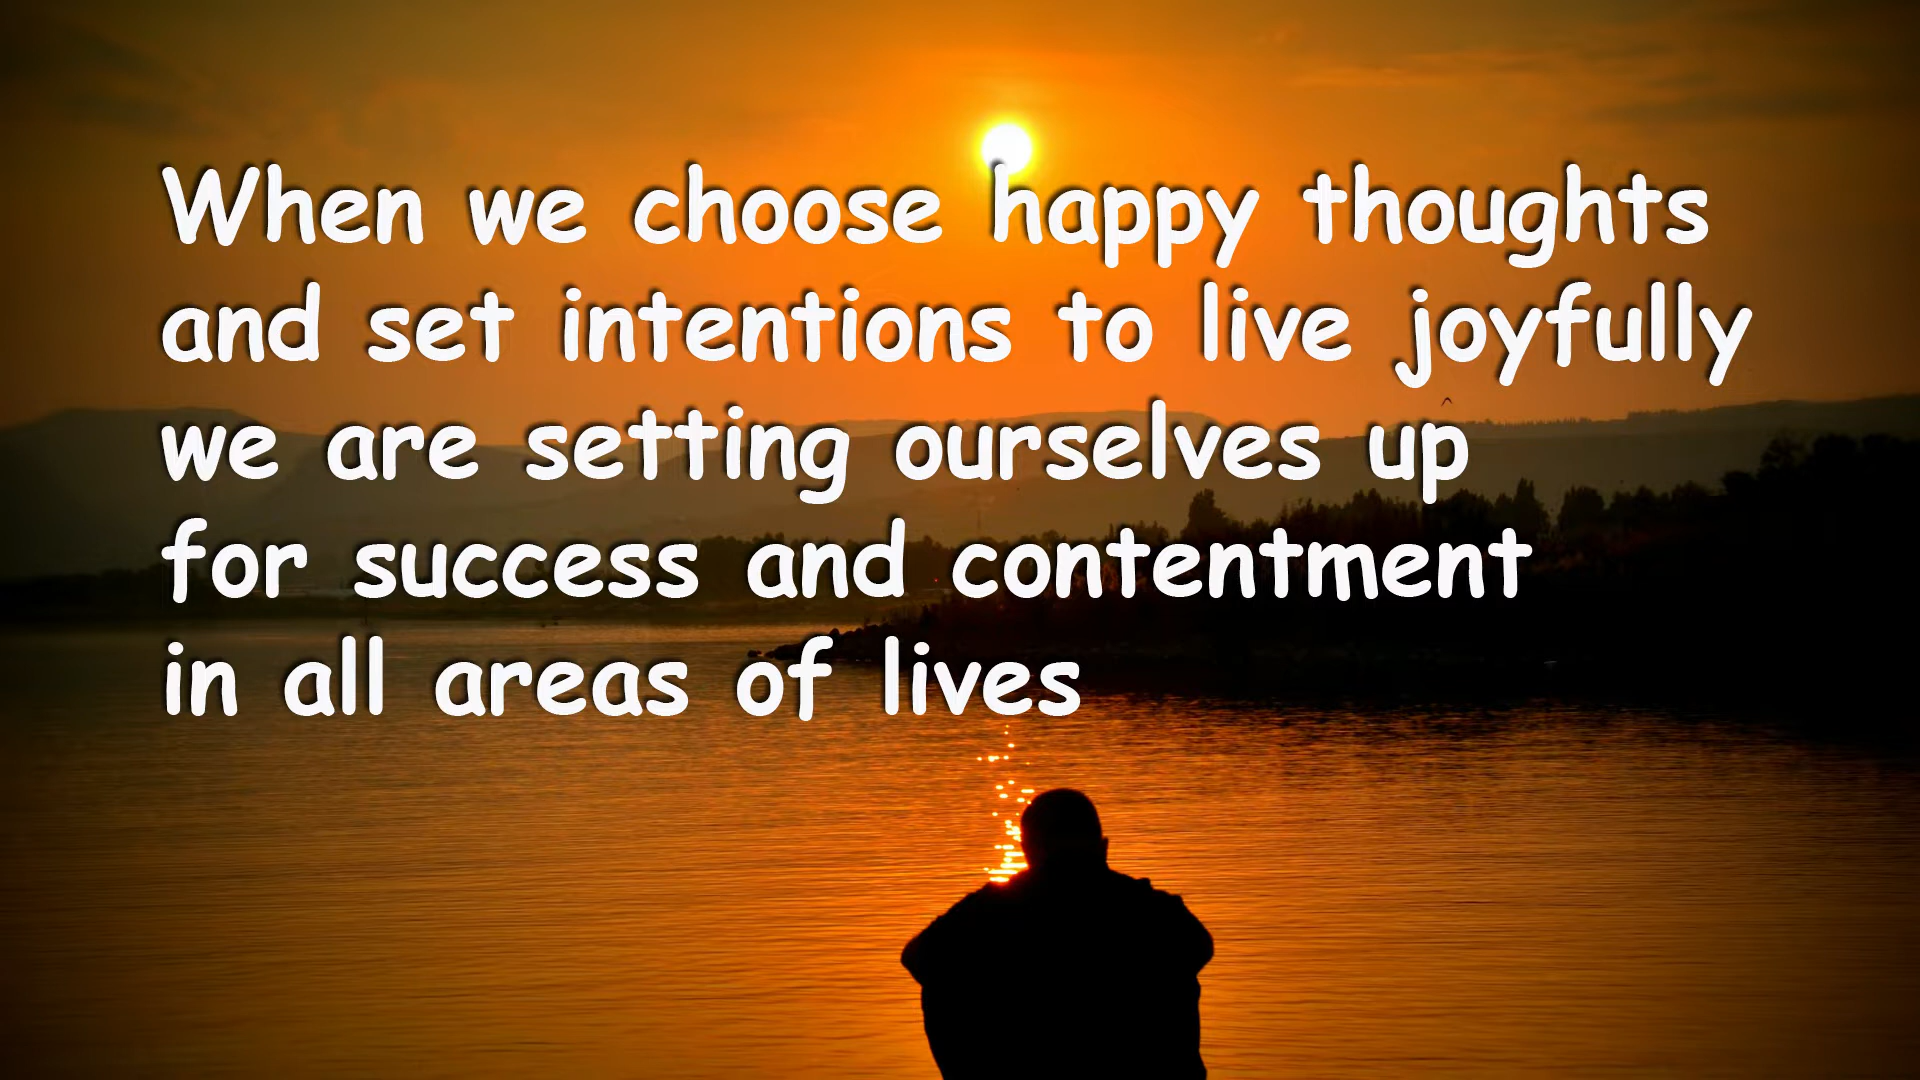 When we choose happy thoughts
and set intentions to live joyfully
we are setting ourselves up
for success and contentment
in all areas of lives